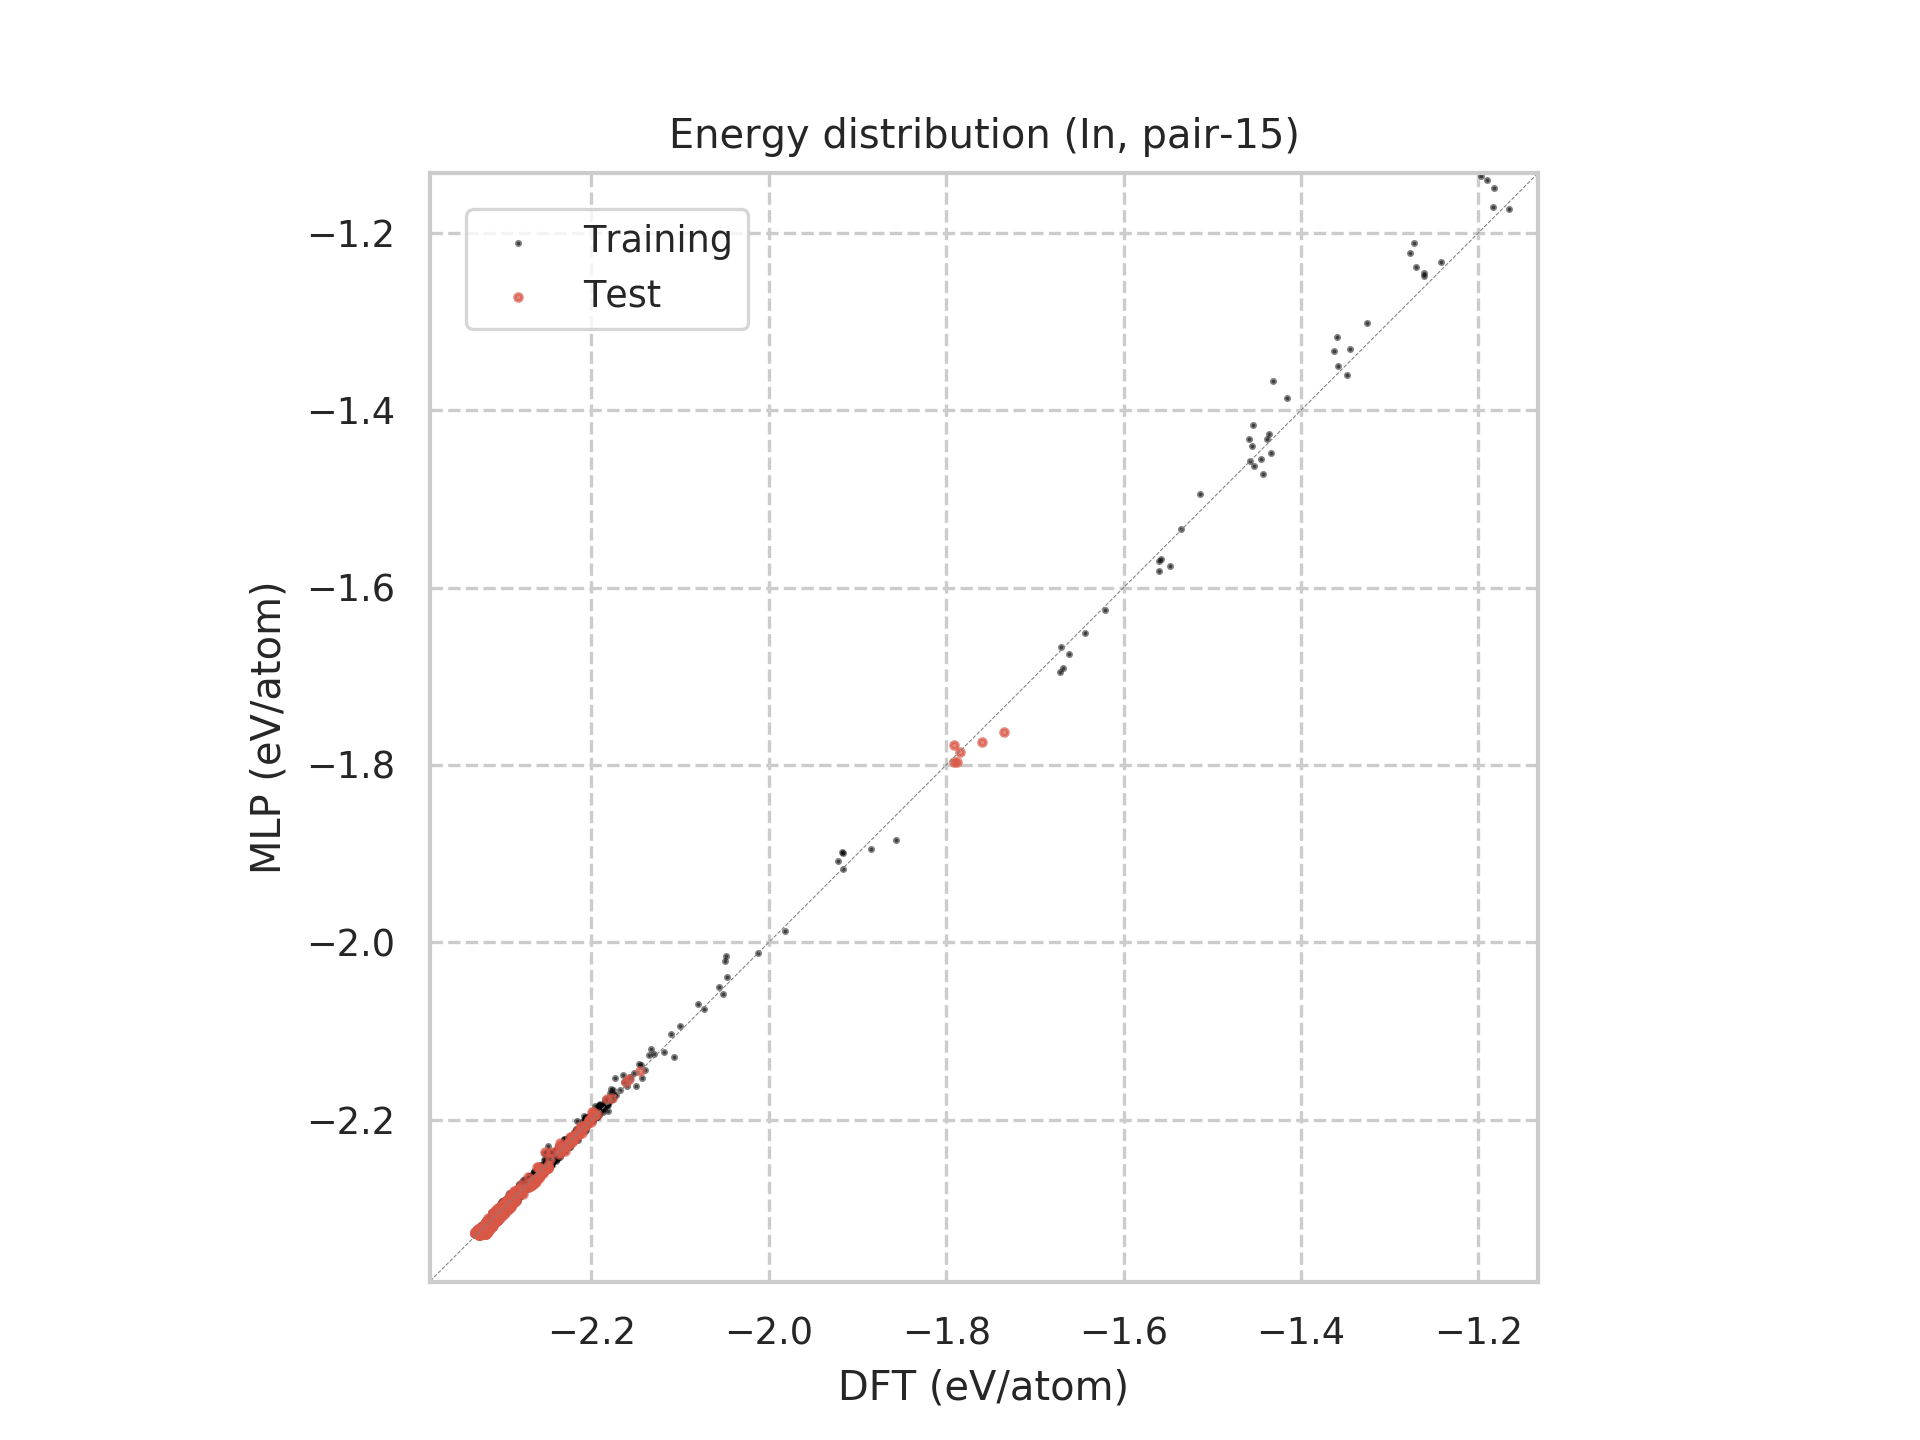 Energy distribution (In, pair-15)
Training
Test
−1.2
−1.4
−1.6
−1.8
−2.0
−2.2
MLP (eV/atom)
−2.2 −2.0 −1.8 −1.6 −1.4 −1.2
DFT (eV/atom)